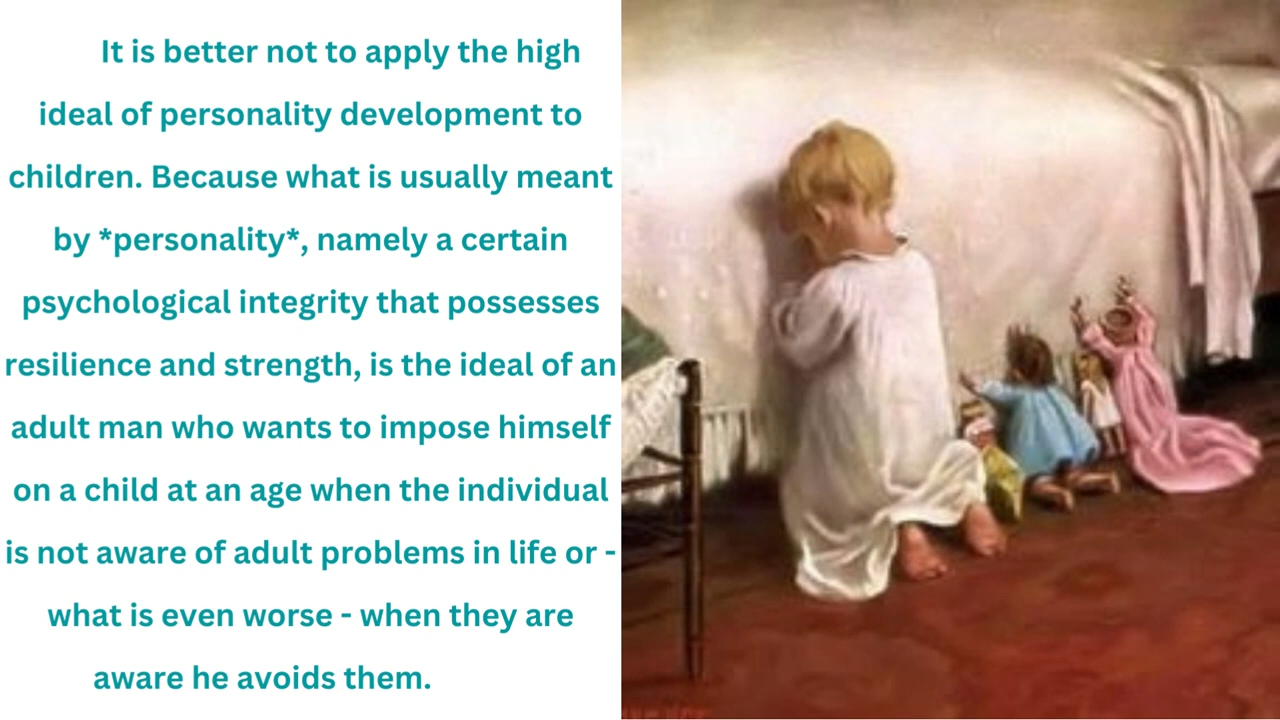 It is better not to apply the high
ideal of personality development to
children. Because what is usually meant
by *personality*, namely a certain
psychological integrity that possesses
resilience and strength, is the ideal of an
adult man who wants to impose himself
on a child at an age when the individual
is not aware of adult problems in life or -
what is even worse - when they are
aware he avoids them.